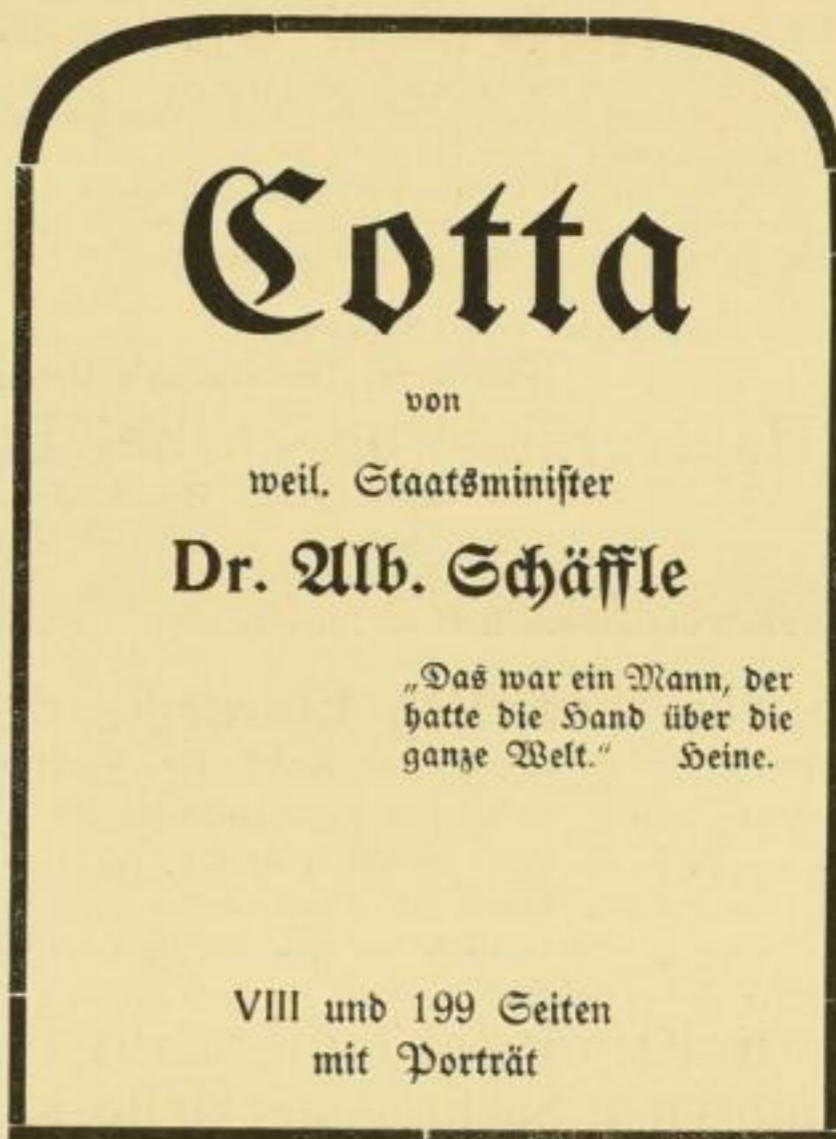 Cotta
von
weil. Staatsminister
Dr. Alb. Schäffle
„Das war ein Mann, der
hatte die Hand über die
ganze Welt.“ Heine.
VIII und 199 Seiten
mit Porträt